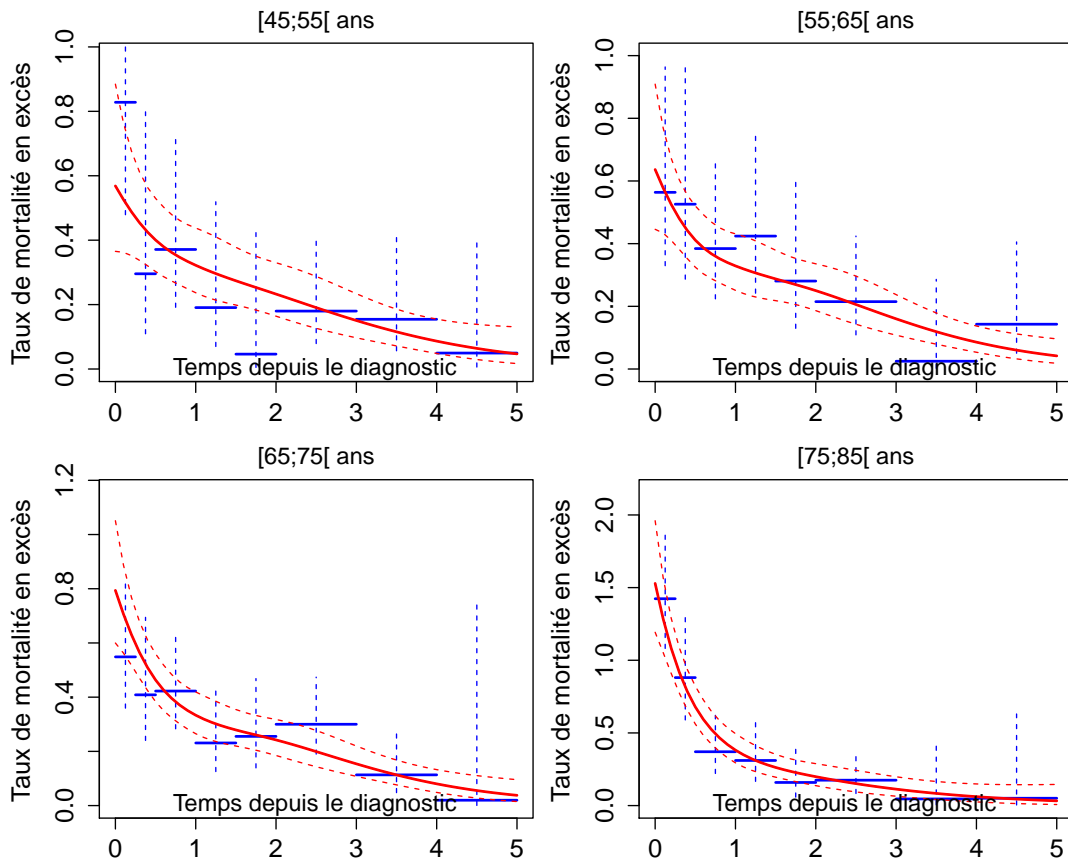 [45;55[ ans
Taux de mortalité en excès
1.0
0.8
0.6
0.4
0.2
0.0
Temps depuis le diagnostic
0 1 2 3 4 5
[55;65[ ans
Taux de mortalité en excès
1.0
0.8
0.6
0.4
0.2
0.0
Temps depuis le diagnostic
0 1 2 3 4 5
[65;75[ ans
Taux de mortalité en excès
1.2
0.8
0.4
0.0
Temps depuis le diagnostic
0 1 2 3 4 5
[75;85[ ans
Taux de mortalité en excès
2.0
1.5
1.0
0.5
0.0
Temps depuis le diagnostic
0 1 2 3 4 5